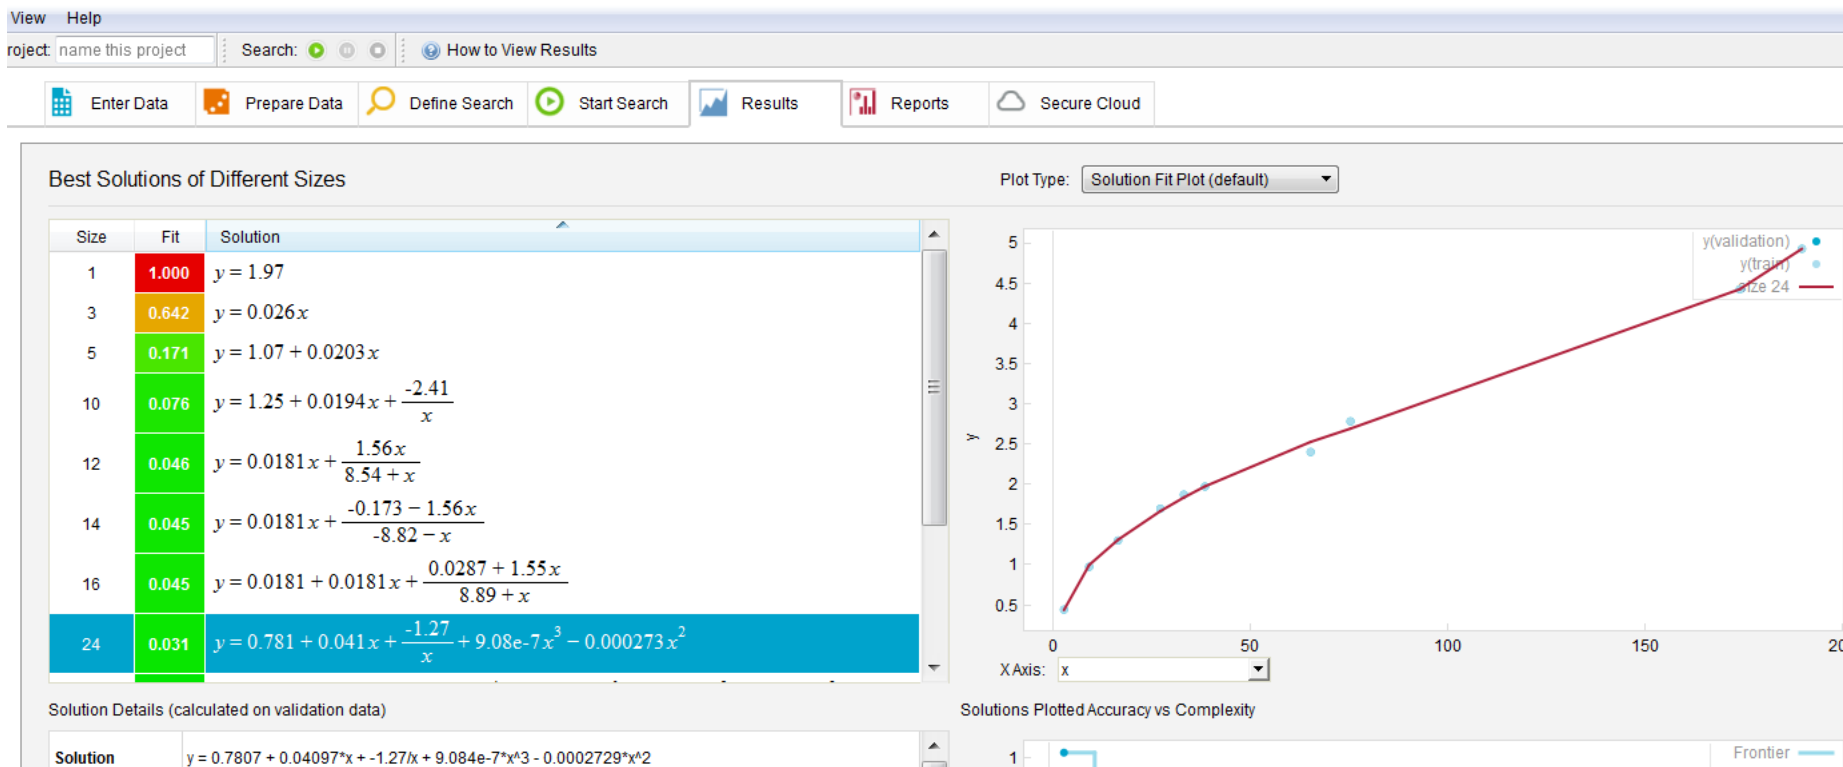 View Help
roject: name this project Search: How to View Results
Enter Data Prepare Data Define Search Start Search Results Reports Secure Cloud
Best Solutions of Different Sizes
Plot Type: Solution Fit Plot (default)
Size Fit Solution
1 1.000 y = 1.97
3 0.642 y = 0.026x
5 0.171 y = 1.07 + 0.0203x
10 0.076 y = 1.25 + 0.0194x + -2.41/x
12 0.046 y = 0.0181x + 1.56x/8.54 + x
14 0.045 y = 0.0181x + -0.173 − 1.56x/-8.82 − x
16 0.045 y = 0.0181 + 0.0181x + 0.0287 + 1.55x/8.89 + x
24 0.031 y = 0.781 + 0.041x + -1.27/x + 9.08e-7x³ − 0.000273x²
y(validation)
y(train)
size 24
5
4.5
4
3.5
3
2.5
2
1.5
1
0.5
y
0 50 100 150 20
X Axis: x
Solution Details (calculated on validation data)
Solution y = 0.7807 + 0.04097*x + -1.27/x + 9.084e-7*x^3 - 0.0002729*x^2
Solutions Plotted Accuracy vs Complexity
1
Frontier